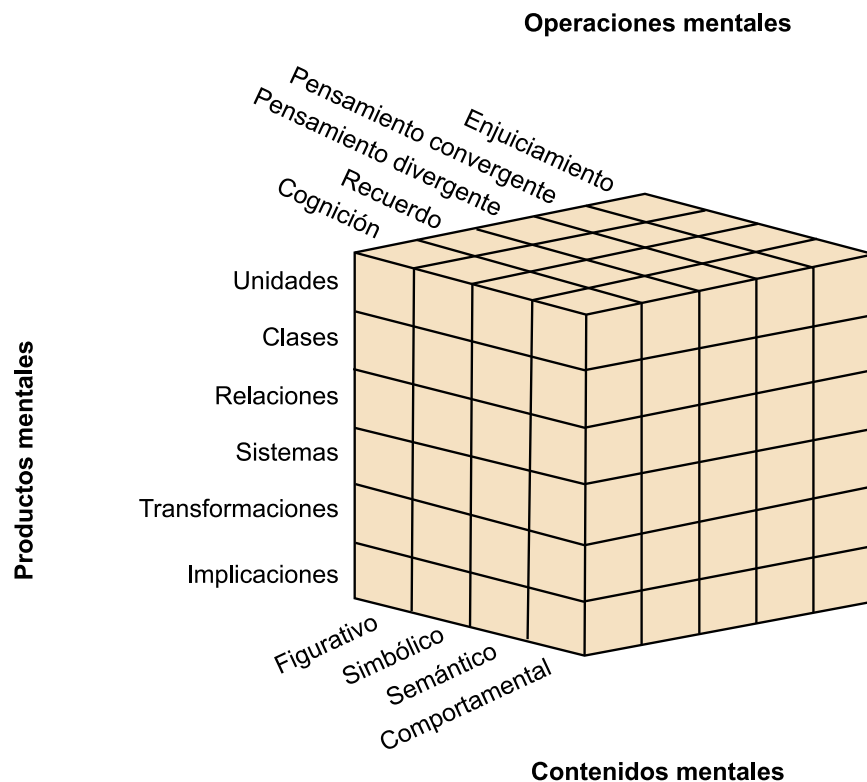 Operaciones mentales
Enjuiciamiento
Pensamiento convergente
Pensamiento divergente
Recuerdo
Cognición
Productos mentales
Unidades
Clases
Relaciones
Sistemas
Transformaciones
Implicaciones
Figurativo
Simbólico
Semántico
Comportamental
Contenidos mentales